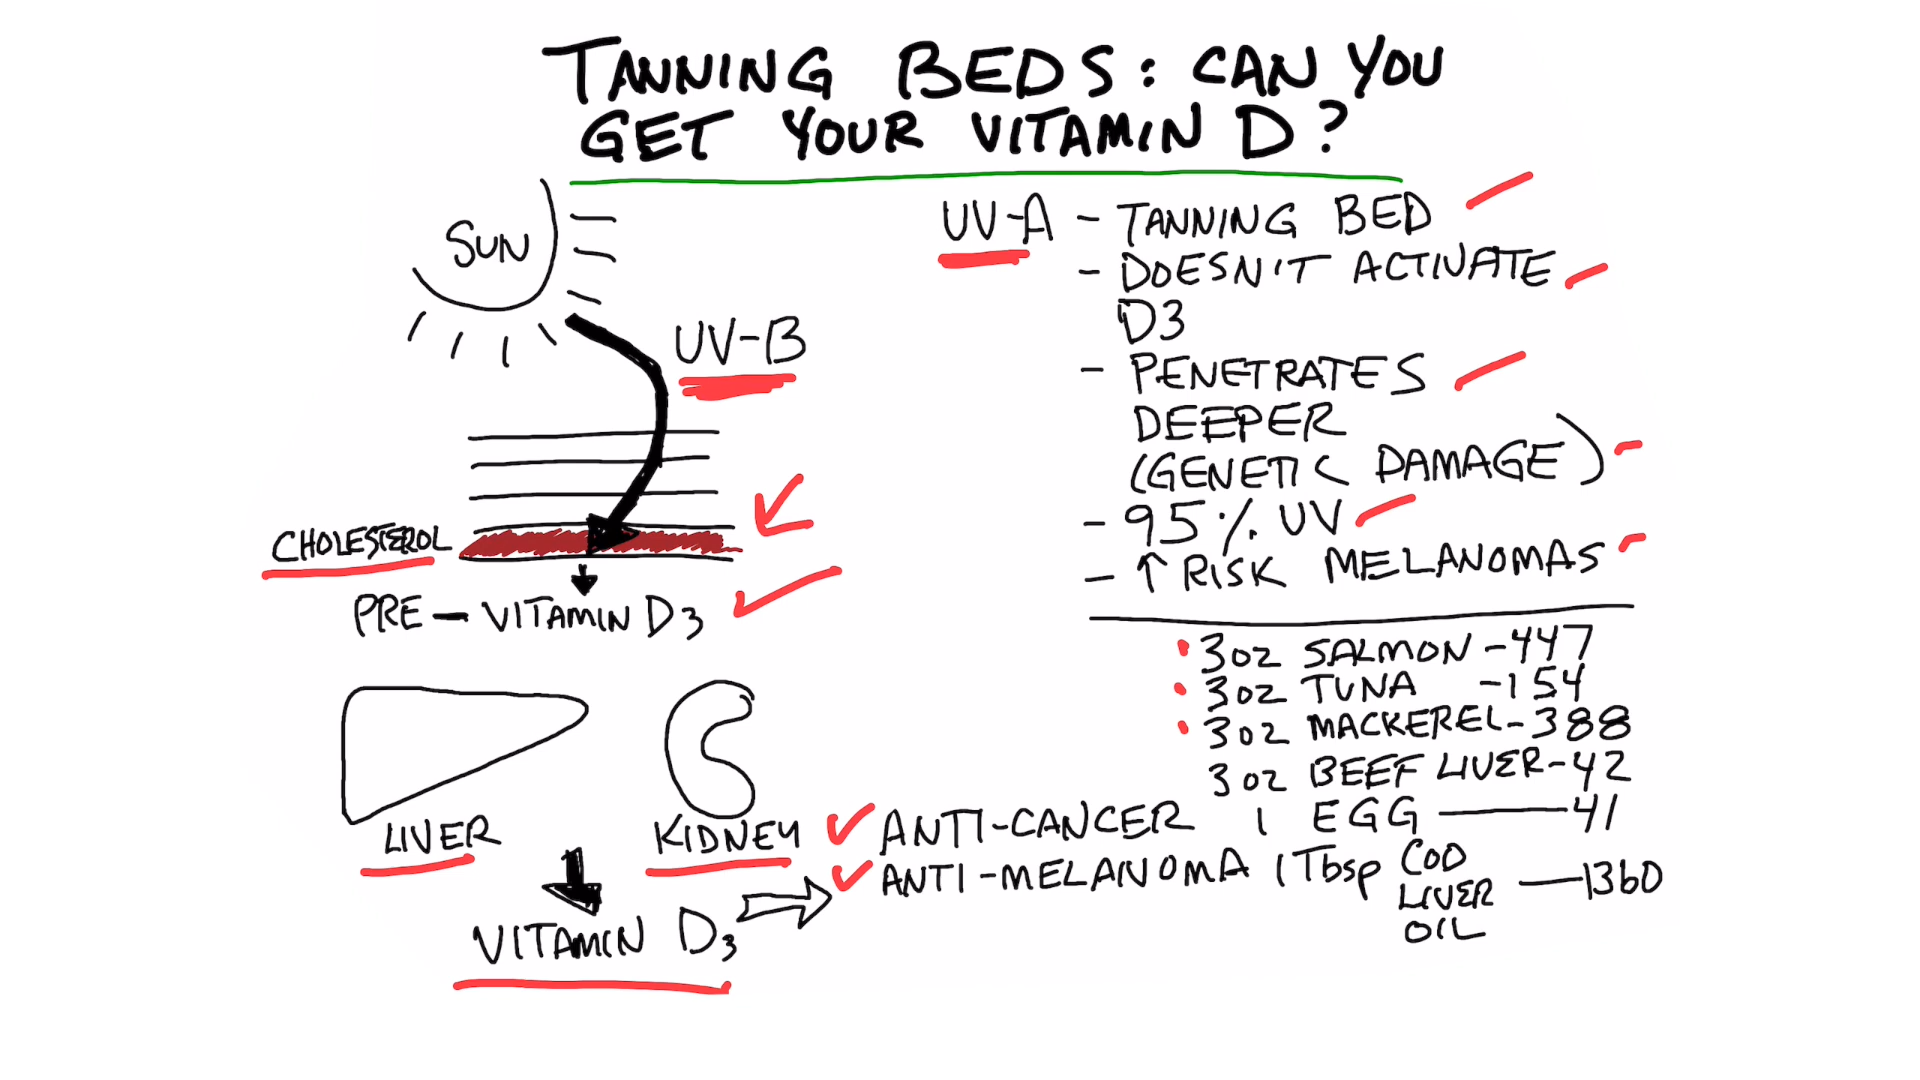 TANNING BEDS: CAN YOU
GET YOUR VITAMIN D?
SUN
UV-B
CHOLESTEROL
PRE-VITAMIN D3
LIVER
KIDNEY
VITAMIN D3
ANTI-CANCER
ANTI-MELANOMA
UV-A - TANNING BED
- DOESN'T ACTIVATE
D3
- PENETRATES
DEEPER
(GENETIC DAMAGE)
- 95% UV
- ↑ RISK MELANOMAS
3oz SALMON - 447
3oz TUNA - 154
3oz MACKEREL - 388
3oz BEEF LIVER - 42
1 EGG — 41
1 Tbsp COD
LIVER — 1360
OIL